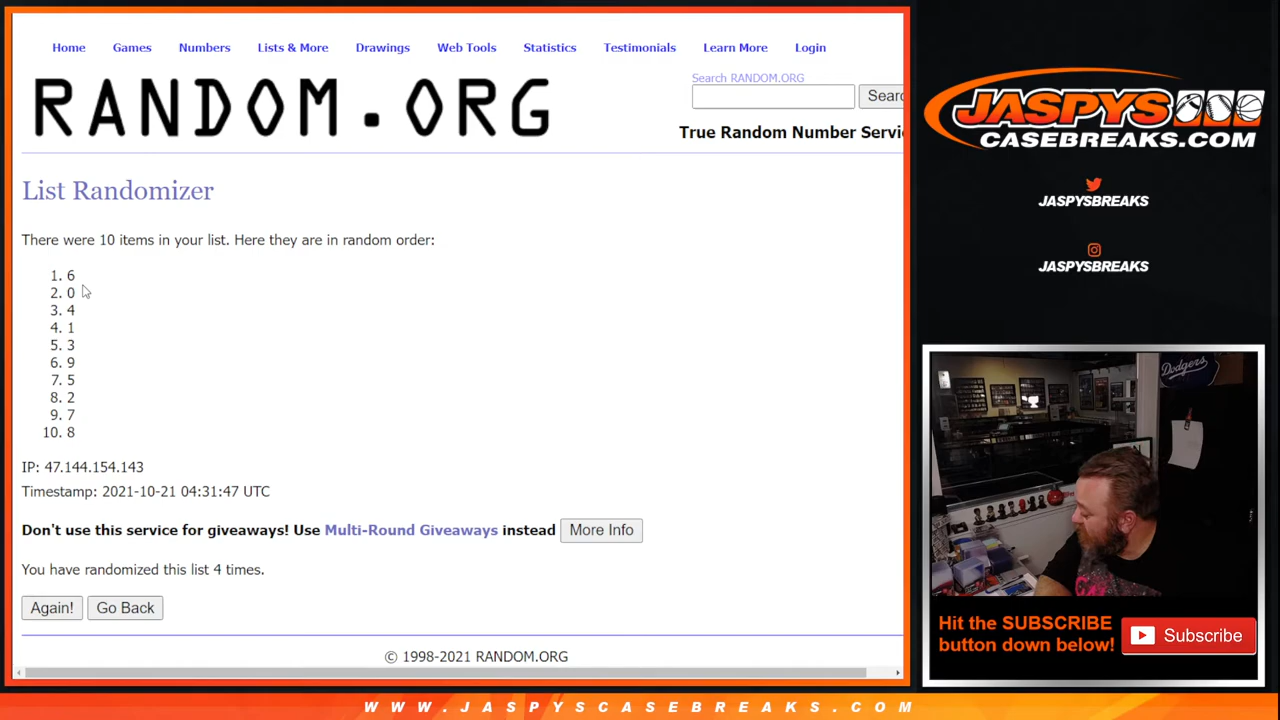 Home Games Numbers Lists & More Drawings Web Tools Statistics Testimonials Learn More Login
RANDOM.ORG
Search RANDOM.ORG
Searc
True Random Number Servi
List Randomizer
There were 10 items in your list. Here they are in random order:
1. 6
2. 0
3. 4
4. 1
5. 3
6. 9
7. 5
8. 2
9. 7
10. 8
IP: 47.144.154.143
Timestamp: 2021-10-21 04:31:47 UTC
Don't use this service for giveaways! Use Multi-Round Giveaways instead More Info
You have randomized this list 4 times.
Again! Go Back
© 1998-2021 RANDOM.ORG
JASPYS
CASEBREAKS.COM
JASPYSBREAKS
JASPYSBREAKS
Dodgers
Hit the SUBSCRIBE
button down below!
Subscribe
WWW.JASPYSCASEBREAKS.COM